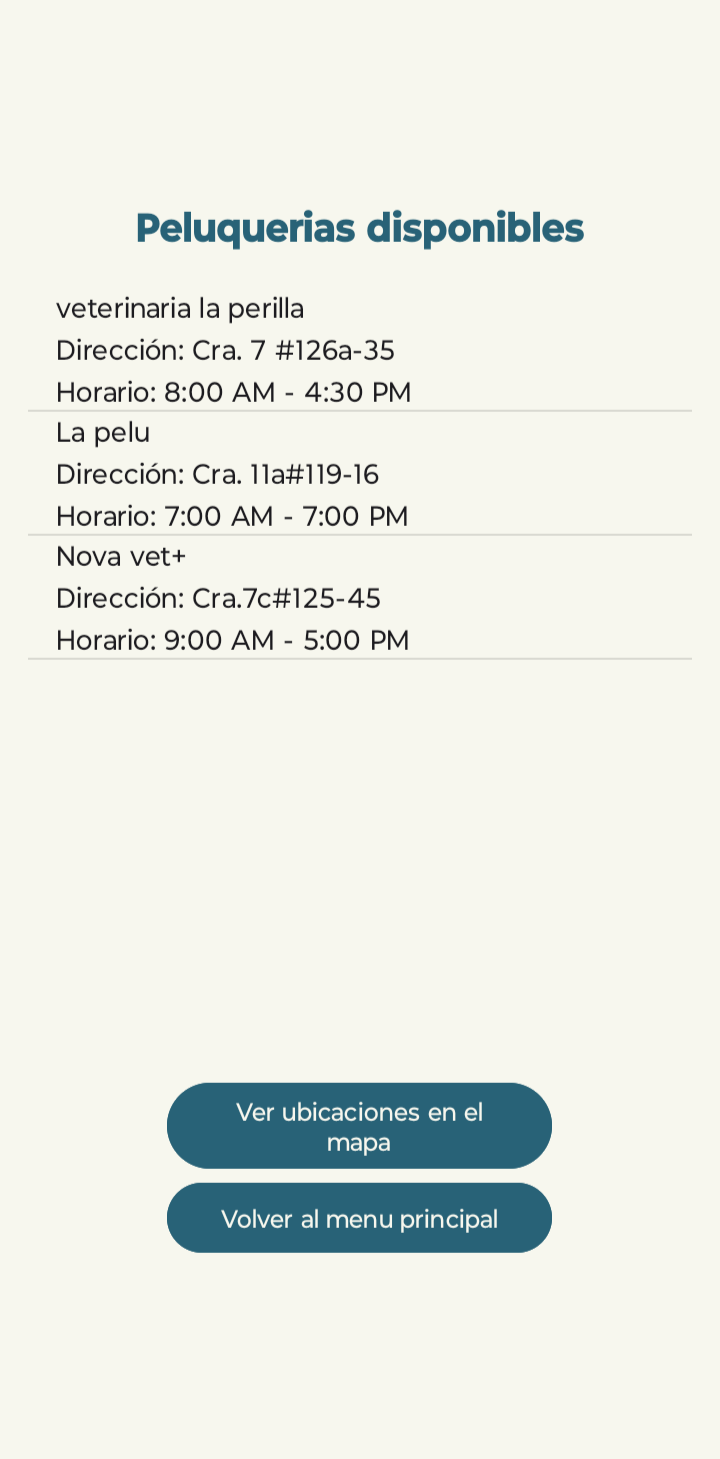 Peluquerias disponibles
veterinaria la perilla
Dirección: Cra. 7 #126a-35
Horario: 8:00 AM - 4:30 PM
La pelu
Dirección: Cra. 11a#119-16
Horario: 7:00 AM - 7:00 PM
Nova vet+
Dirección: Cra.7c#125-45
Horario: 9:00 AM - 5:00 PM
Ver ubicaciones en el
mapa
Volver al menu principal